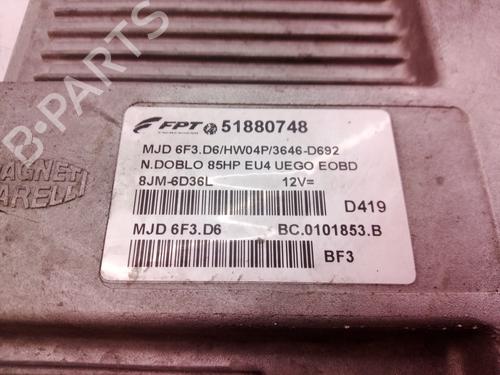 B-PARTS
FPT 51880748
MJD 6F3.D6/HW04P/3646-D692
N.DOBLO 85HP EU4 UEGO EOBD
8JM-6D36L 12V=
D419
MJD 6F3.D6 BC.0101853.B
BF3
MAGNETI
MARELLI